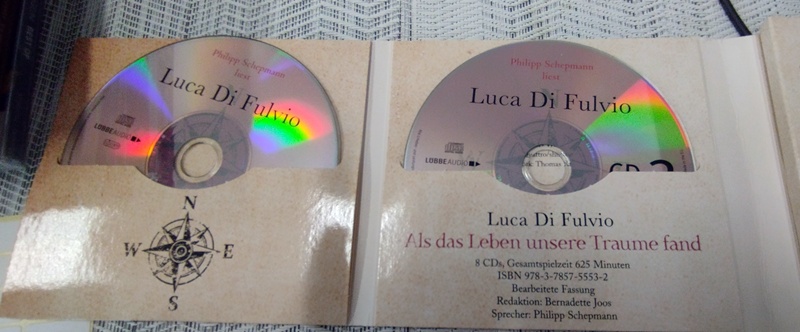 Philipp Schepmann
liest
Luca Di Fulvio
LÜBBE AUDIO
N
W E
S
Philipp Schepmann
liest
Luca Di Fulvio
LÜBBE AUDIO
CD
Luca Di Fulvio
Als das Leben unsere Träume fand
8 CDs, Gesamtspielzeit 625 Minuten
ISBN 978-3-7857-5553-2
Bearbeitete Fassung
Redaktion: Bernadette Joos
Sprecher: Philipp Schepmann